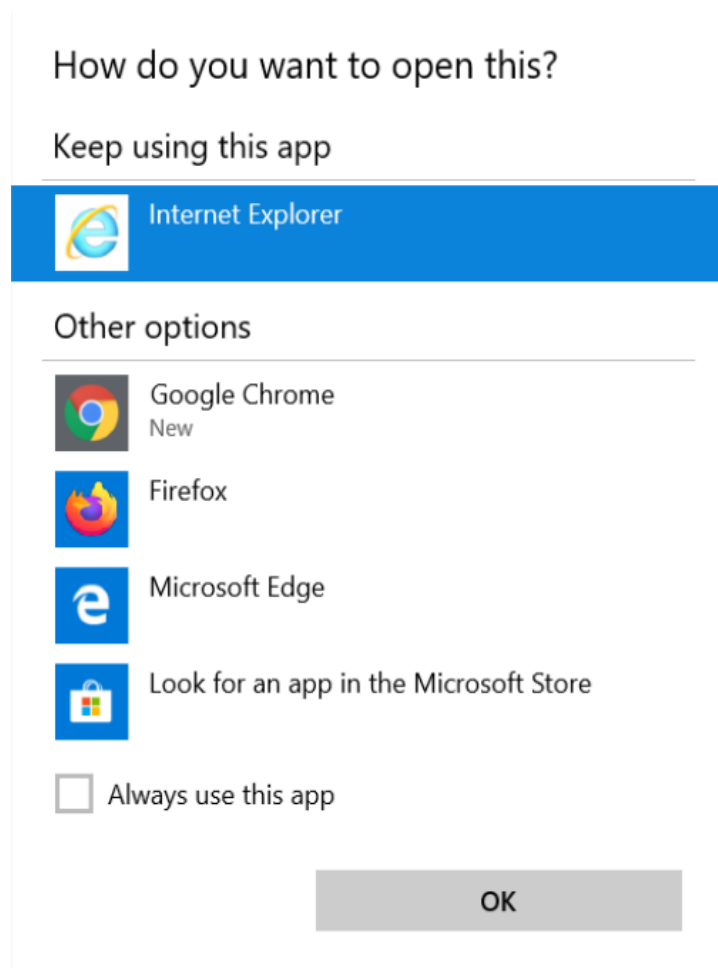 How do you want to open this?
Keep using this app
Internet Explorer
Other options
Google Chrome
New
Firefox
Microsoft Edge
Look for an app in the Microsoft Store
Always use this app
OK